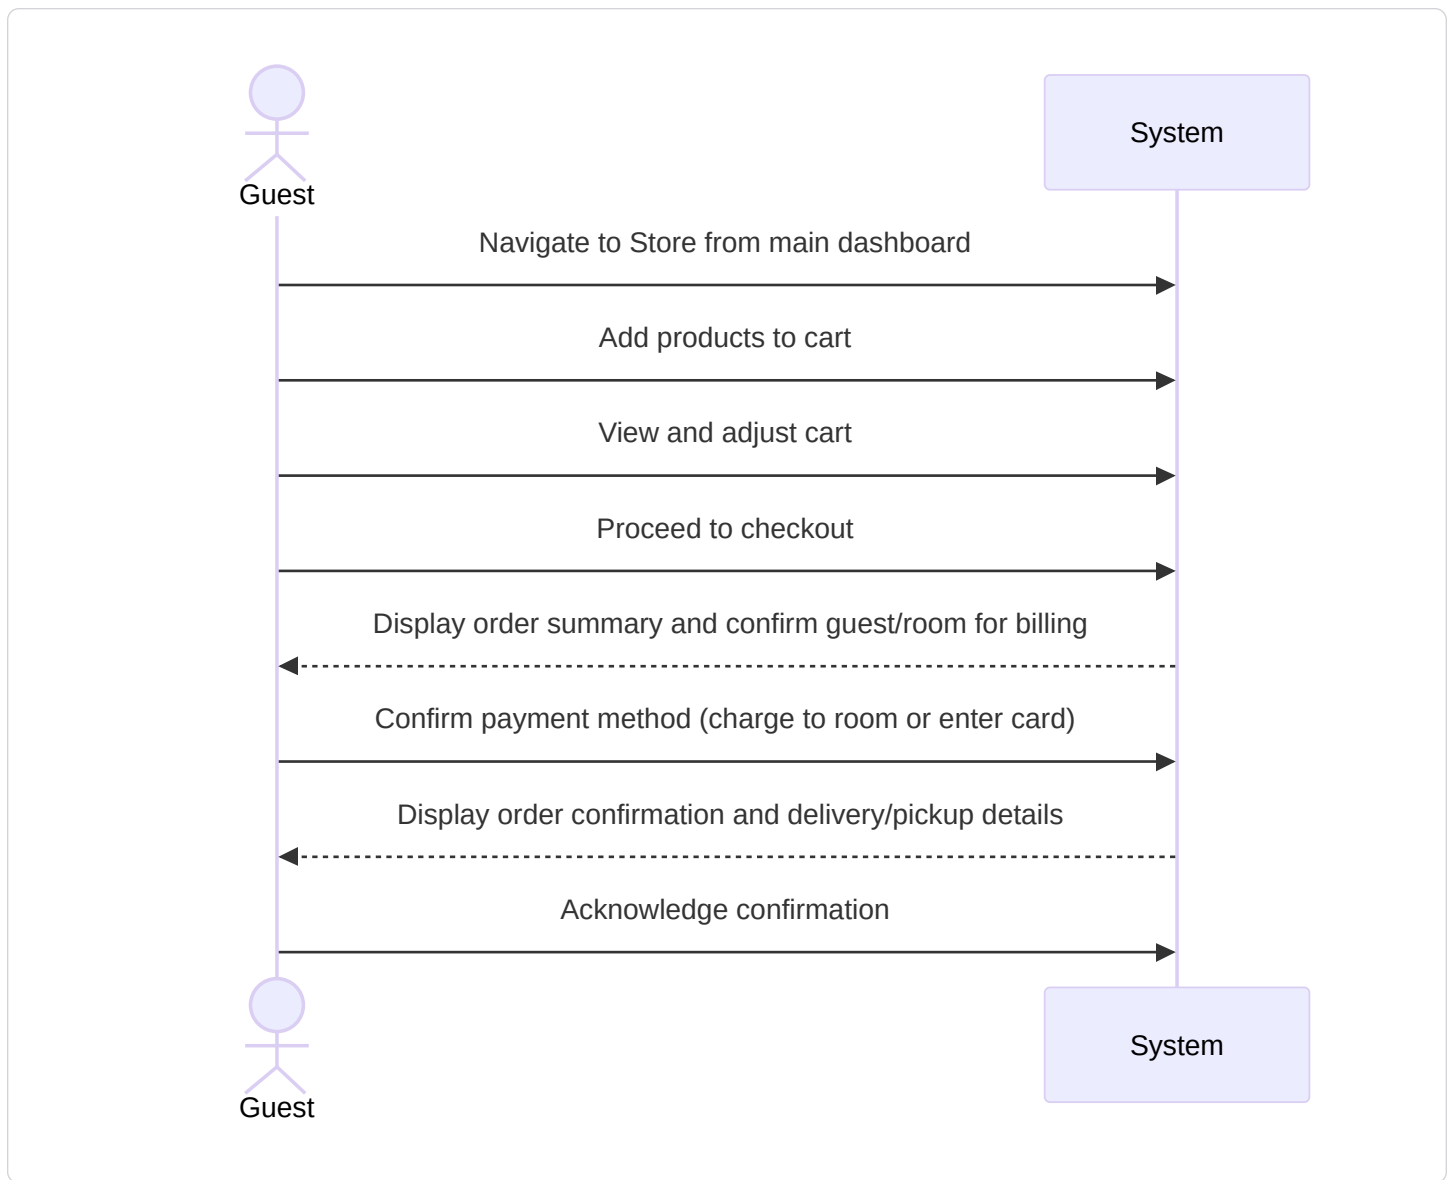 Guest
System
Navigate to Store from main dashboard
Add products to cart
View and adjust cart
Proceed to checkout
Display order summary and confirm guest/room for billing
Confirm payment method (charge to room or enter card)
Display order confirmation and delivery/pickup details
Acknowledge confirmation
Guest
System